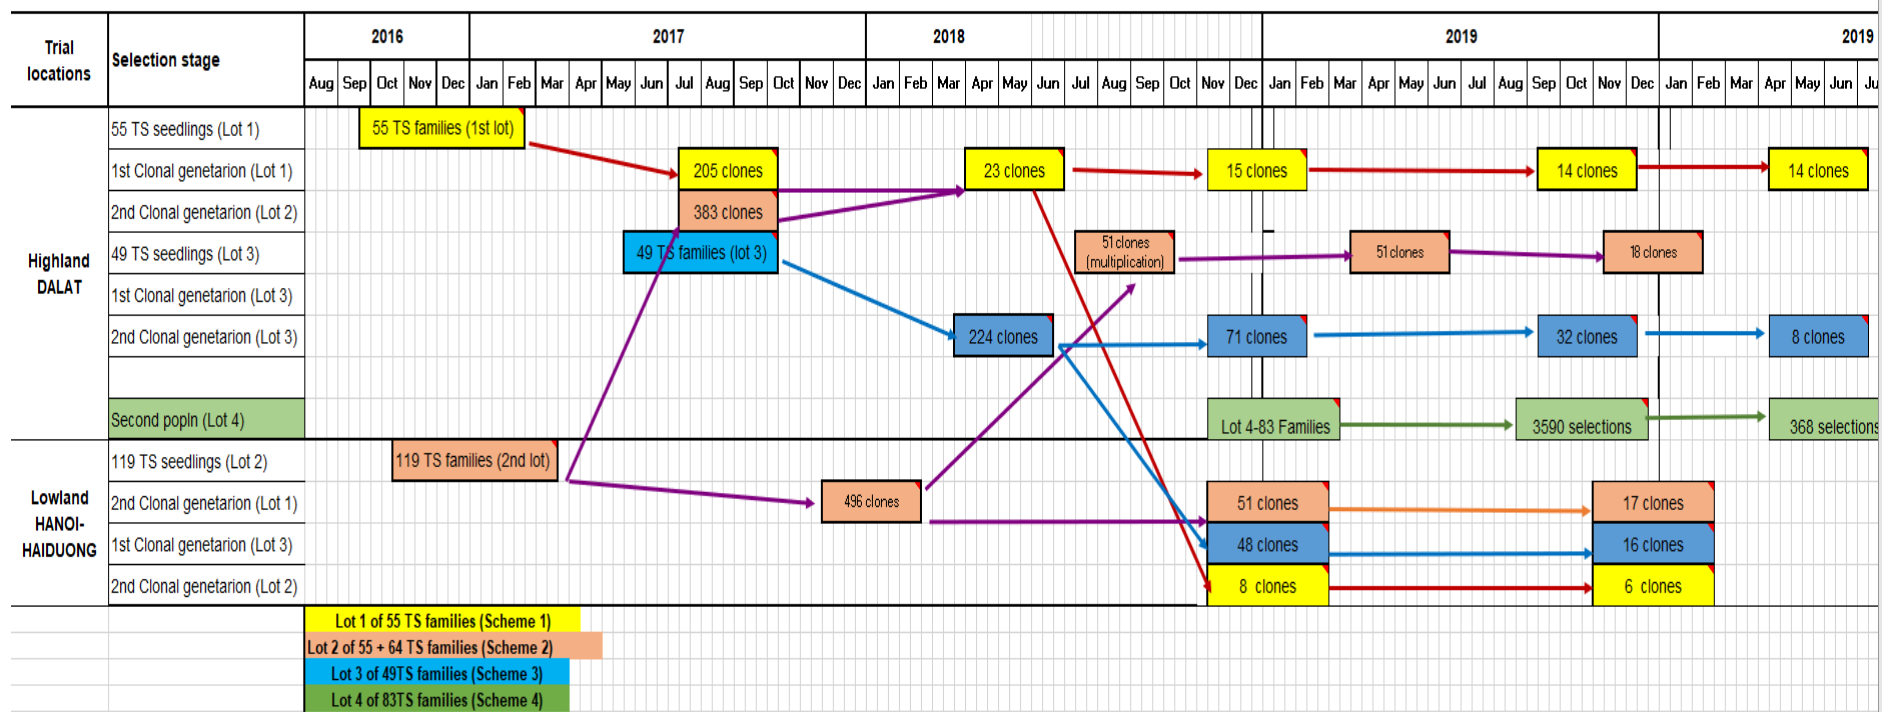 Trial locations
Selection stage
2016 2017 2018 2019 2019
Aug Sep Oct Nov Dec Jan Feb Mar Apr May Jun Jul Aug Sep Oct Nov Dec Jan Feb Mar Apr May Jun Jul Aug Sep Oct Nov Dec Jan Feb Mar Apr May Jun Jul Aug Sep Oct Nov Dec Jan Feb Mar Apr May Jun Ju
Highland DALAT
55 TS seedlings (Lot 1) 55 TS families (1st lot)
1st Clonal genetarion (Lot 1) 205 clones 23 clones 15 clones 14 clones 14 clones
2nd Clonal genetarion (Lot 2) 383 clones
49 TS seedlings (Lot 3) 49 TS families (lot 3) 51 clones (multiplication) 51 clones 18 clones
1st Clonal genetarion (Lot 3)
2nd Clonal genetarion (Lot 3) 224 clones 71 clones 32 clones 8 clones
Second popln (Lot 4) Lot 4-83 Families 3590 selections 368 selections
Lowland HANOI-HAIDUONG
119 TS seedlings (Lot 2) 119 TS families (2nd lot)
2nd Clonal genetarion (Lot 1) 496 clones 51 clones 17 clones
1st Clonal genetarion (Lot 3) 48 clones 16 clones
2nd Clonal genetarion (Lot 2) 8 clones 6 clones
Lot 1 of 55 TS families (Scheme 1)
Lot 2 of 55 + 64 TS families (Scheme 2)
Lot 3 of 49TS families (Scheme 3)
Lot 4 of 83TS families (Scheme 4)